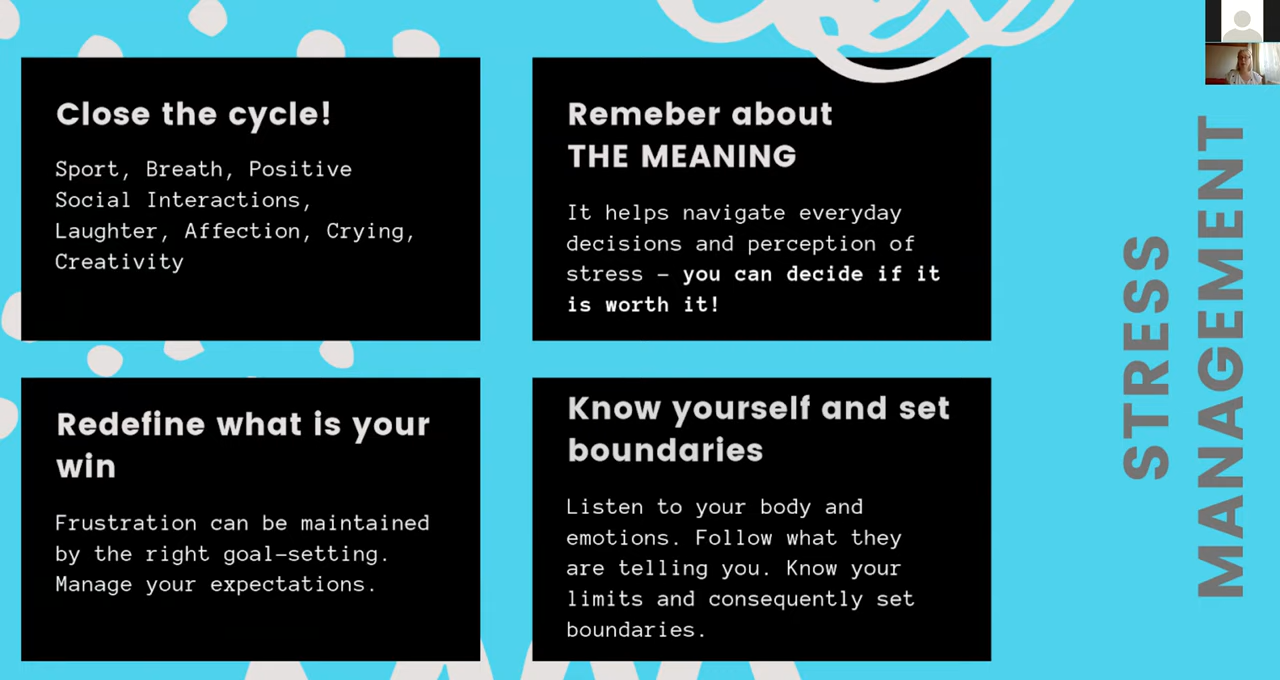 Close the cycle!
Sport, Breath, Positive
Social Interactions,
Laughter, Affection, Crying,
Creativity
Remeber about
THE MEANING
It helps navigate everyday
decisions and perception of
stress - you can decide if it
is worth it!
Redefine what is your
win
Frustration can be maintained
by the right goal-setting.
Manage your expectations.
Know yourself and set
boundaries
Listen to your body and
emotions. Follow what they
are telling you. Know your
limits and consequently set
boundaries.
STRESS
MANAGEMENT